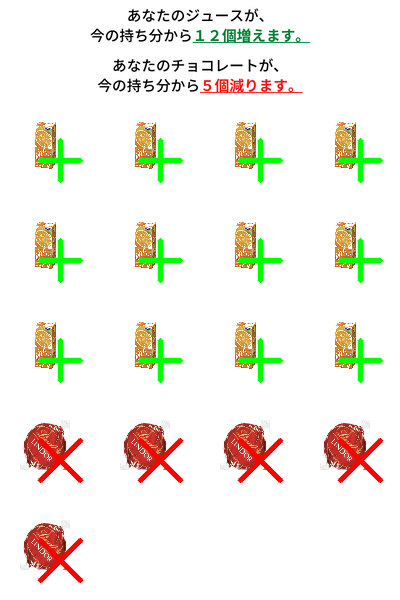 あなたのジュースが、
今の持ち分から１２個増えます。
あなたのチョコレートが、
今の持ち分から５個減ります。
LINDOR
LINDOR
LINDOR
LINDOR
LINDOR